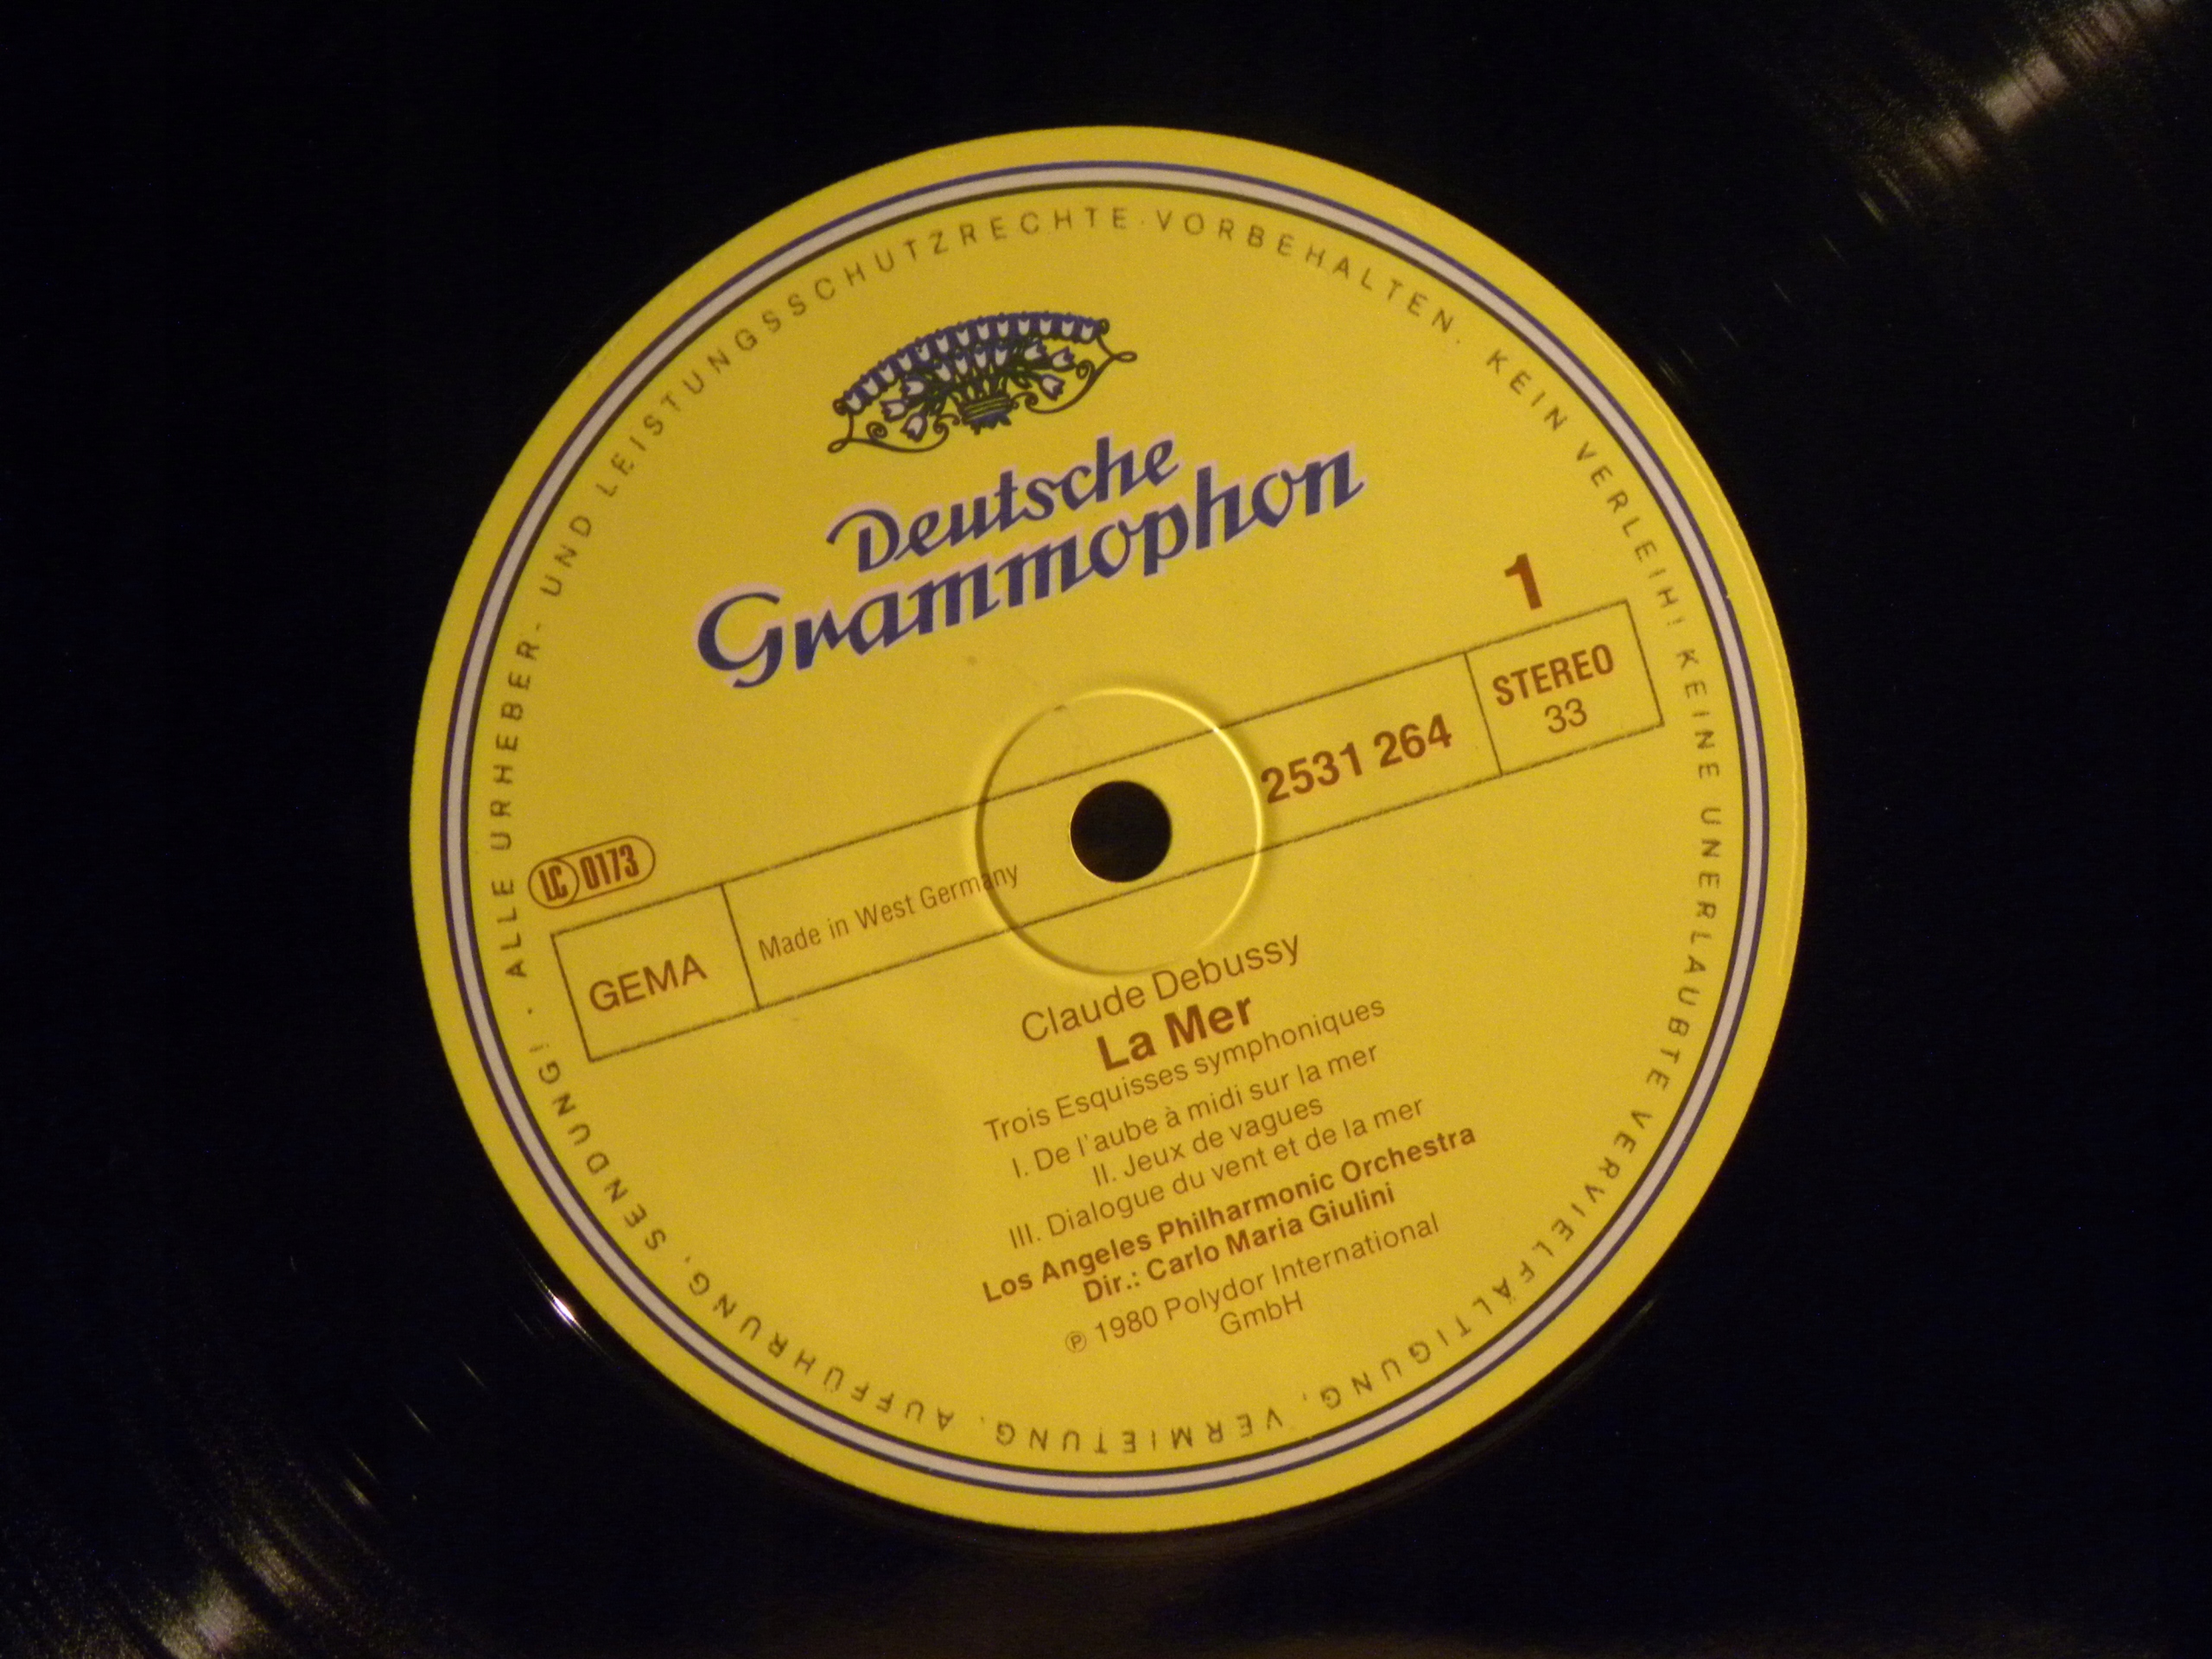 ALLE URHEBER- UND LEISTUNGSSCHUTZRECHTE VORBEHALTEN. KEIN VERLEIH! KEINE UNERLAUBTE VERVIELFÄLTIGUNG, VERMIETUNG, AUFFÜHRUNG, SENDUNG! ·
Deutsche
Grammophon
1
LC 0173
GEMA
Made in West Germany
2531 264
STEREO
33
Claude Debussy
La Mer
Trois Esquisses symphoniques
I. De l'aube à midi sur la mer
II. Jeux de vagues
III. Dialogue du vent et de la mer
Los Angeles Philharmonic Orchestra
Dir.: Carlo Maria Giulini
℗ 1980 Polydor International
GmbH